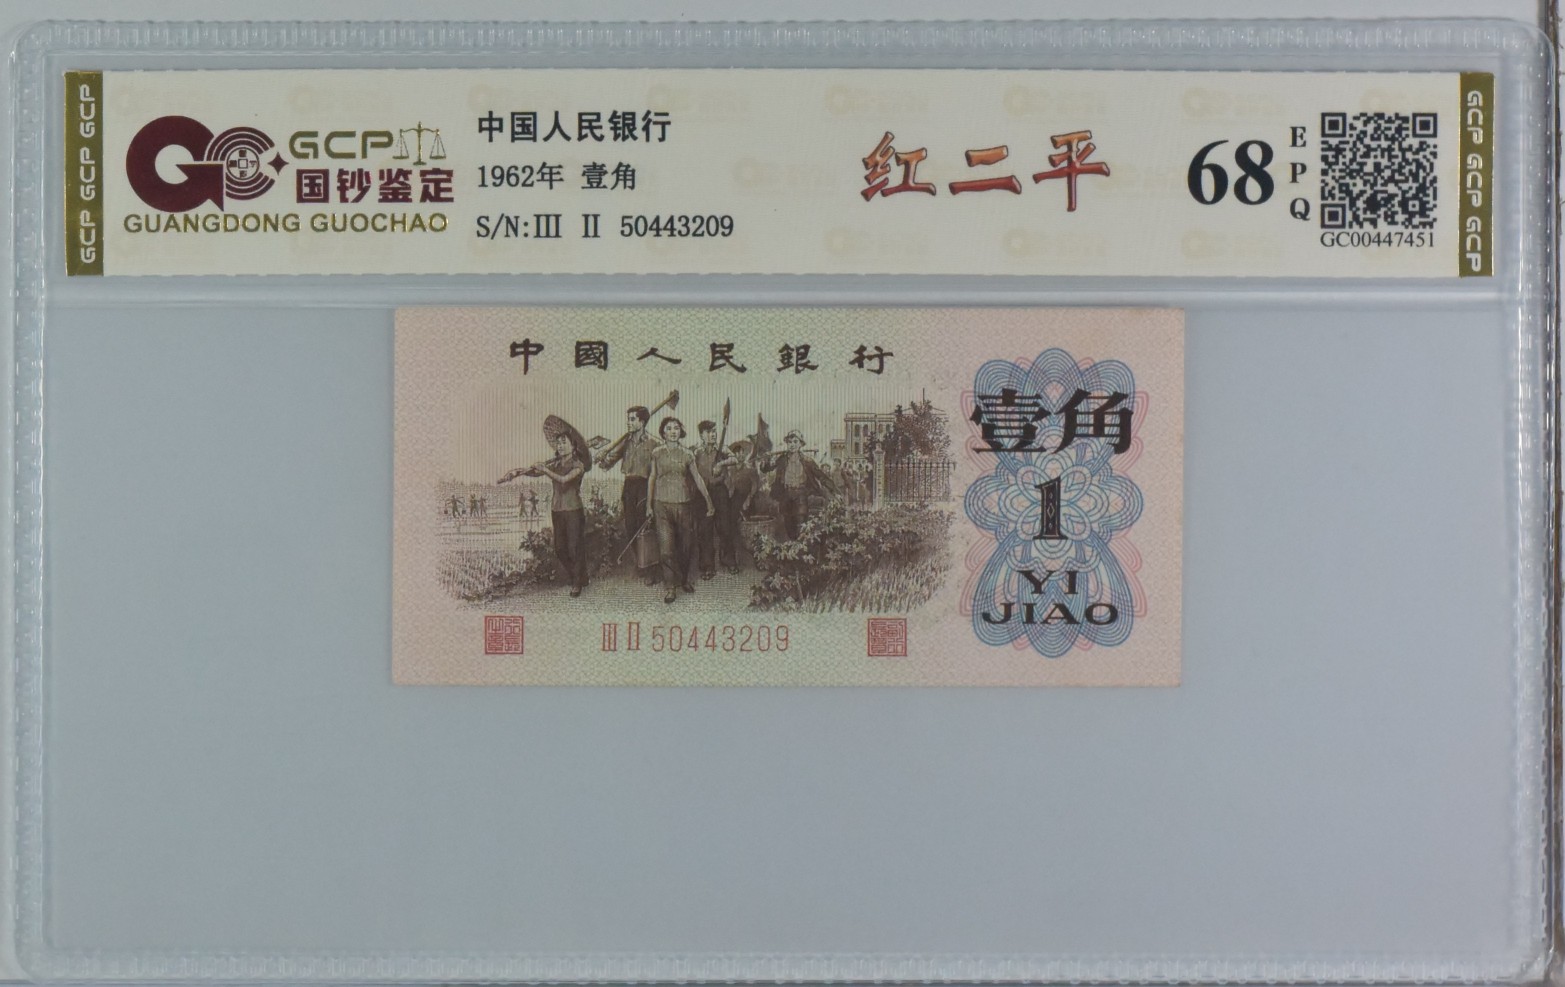 GCP GCP GCP
GCP
国钞鉴定
GUANGDONG GUOCHAO
中国人民银行
1962年 壹角
S/N:III II 50443209
红二平
68
EPQ
GC00447451
GCP GCP GCP
中國人民銀行
壹角
1
YI
JIAO
III II 50443209